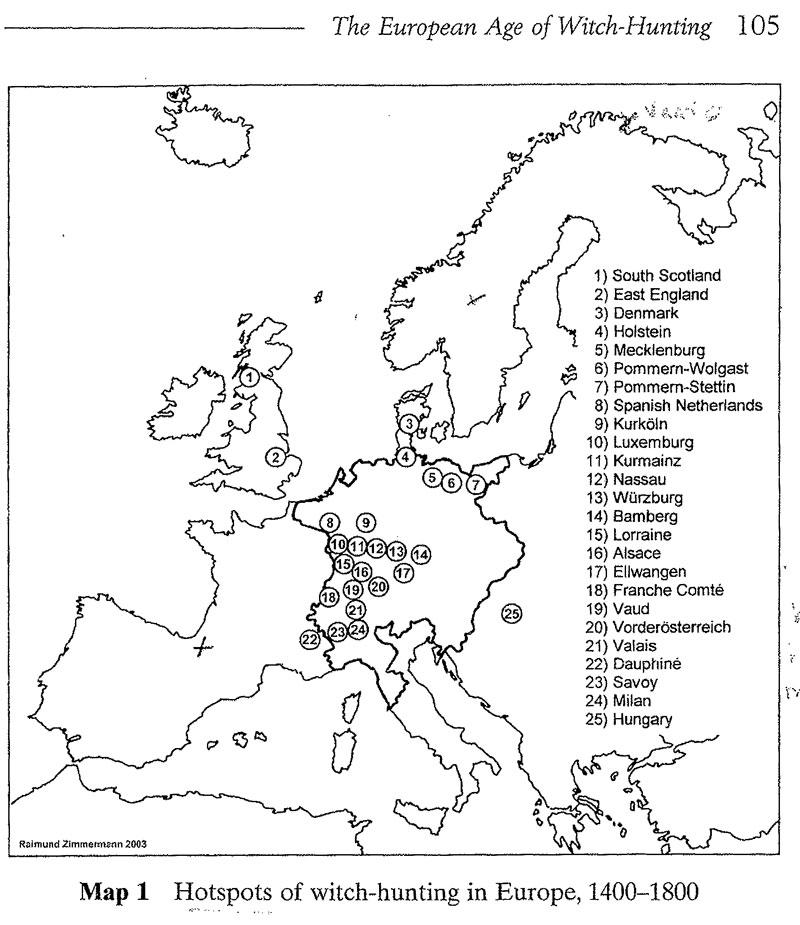 The European Age of Witch-Hunting 105
1) South Scotland
2) East England
3) Denmark
4) Holstein
5) Mecklenburg
6) Pommern-Wolgast
7) Pommern-Stettin
8) Spanish Netherlands
9) Kurköln
10) Luxemburg
11) Kurmainz
12) Nassau
13) Würzburg
14) Bamberg
15) Lorraine
16) Alsace
17) Ellwangen
18) Franche Comté
19) Vaud
20) Vorderösterreich
21) Valais
22) Dauphiné
23) Savoy
24) Milan
25) Hungary
1
2
3
4
5
6
7
8
9
10
11
12
13
14
15
16
17
18
19
20
21
22
23
24
25
Raimund Zimmermann 2003
Map 1 Hotspots of witch-hunting in Europe, 1400–1800